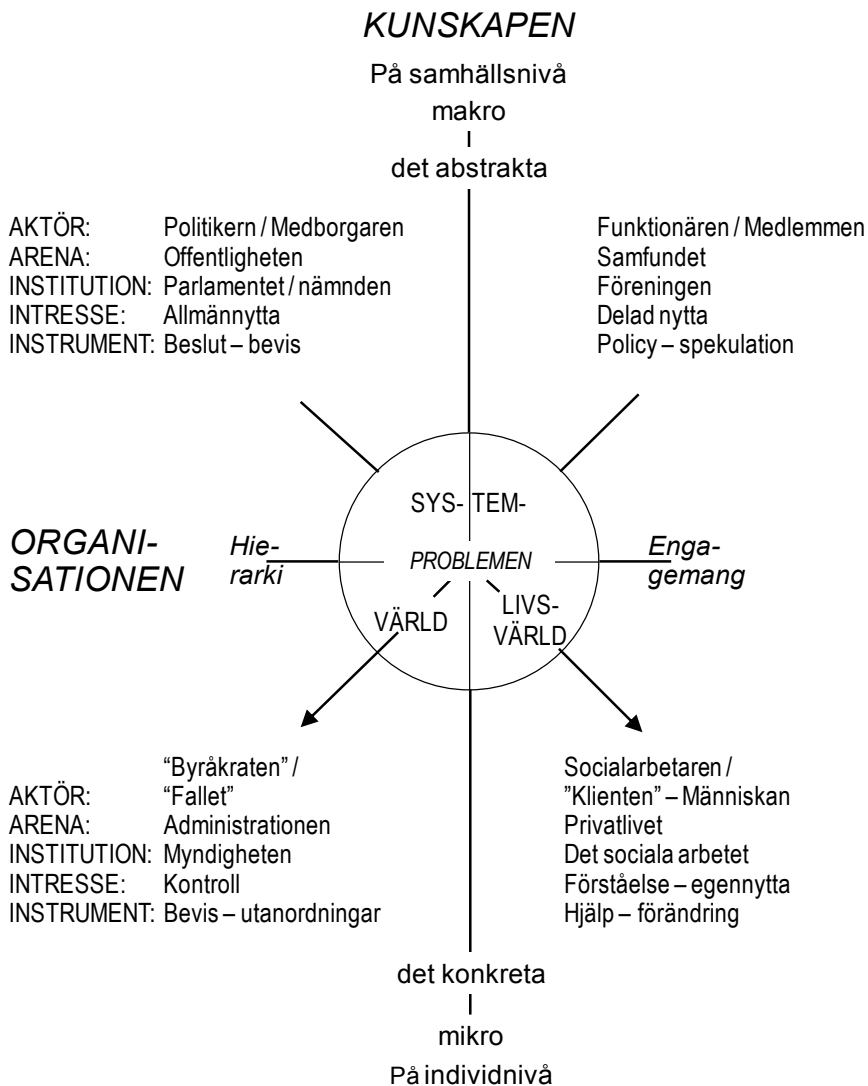 KUNSKAPEN
På samhällsnivå
makro
det abstrakta
AKTÖR: Politikern / Medborgaren
ARENA: Offentligheten
INSTITUTION: Parlamentet / nämnden
INTRESSE: Allmännytta
INSTRUMENT: Beslut – bevis
Funktionären / Medlemmen
Samfundet
Föreningen
Delad nytta
Policy – spekulation
ORGANI-
SATIONEN
Hie-
rarki
SYS- TEM-
PROBLEMEN
VÄRLD
LIVS-
VÄRLD
Enga-
gemang
“Byråkraten” /
AKTÖR: “Fallet”
ARENA: Administrationen
INSTITUTION: Myndigheten
INTRESSE: Kontroll
INSTRUMENT: Bevis – utanordningar
Socialarbetaren /
”Klienten” – Människan
Privatlivet
Det sociala arbetet
Förståelse – egennytta
Hjälp – förändring
det konkreta
mikro
På individnivå